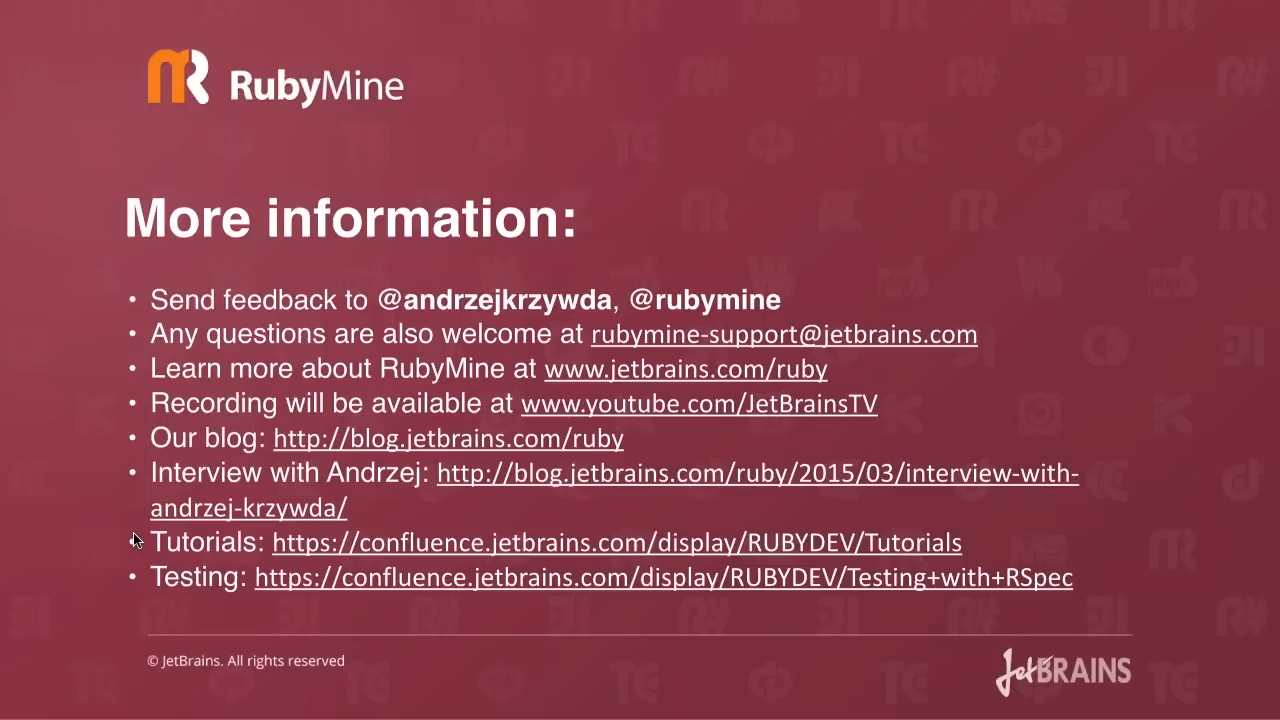 RubyMine
More information:
• Send feedback to @andrzejkrzywda, @rubymine
• Any questions are also welcome at rubymine-support@jetbrains.com
• Learn more about RubyMine at www.jetbrains.com/ruby
• Recording will be available at www.youtube.com/JetBrainsTV
• Our blog: http://blog.jetbrains.com/ruby
• Interview with Andrzej: http://blog.jetbrains.com/ruby/2015/03/interview-with-
andrzej-krzywda/
• Tutorials: https://confluence.jetbrains.com/display/RUBYDEV/Tutorials
• Testing: https://confluence.jetbrains.com/display/RUBYDEV/Testing+with+RSpec
© JetBrains. All rights reserved
JetBRAINS